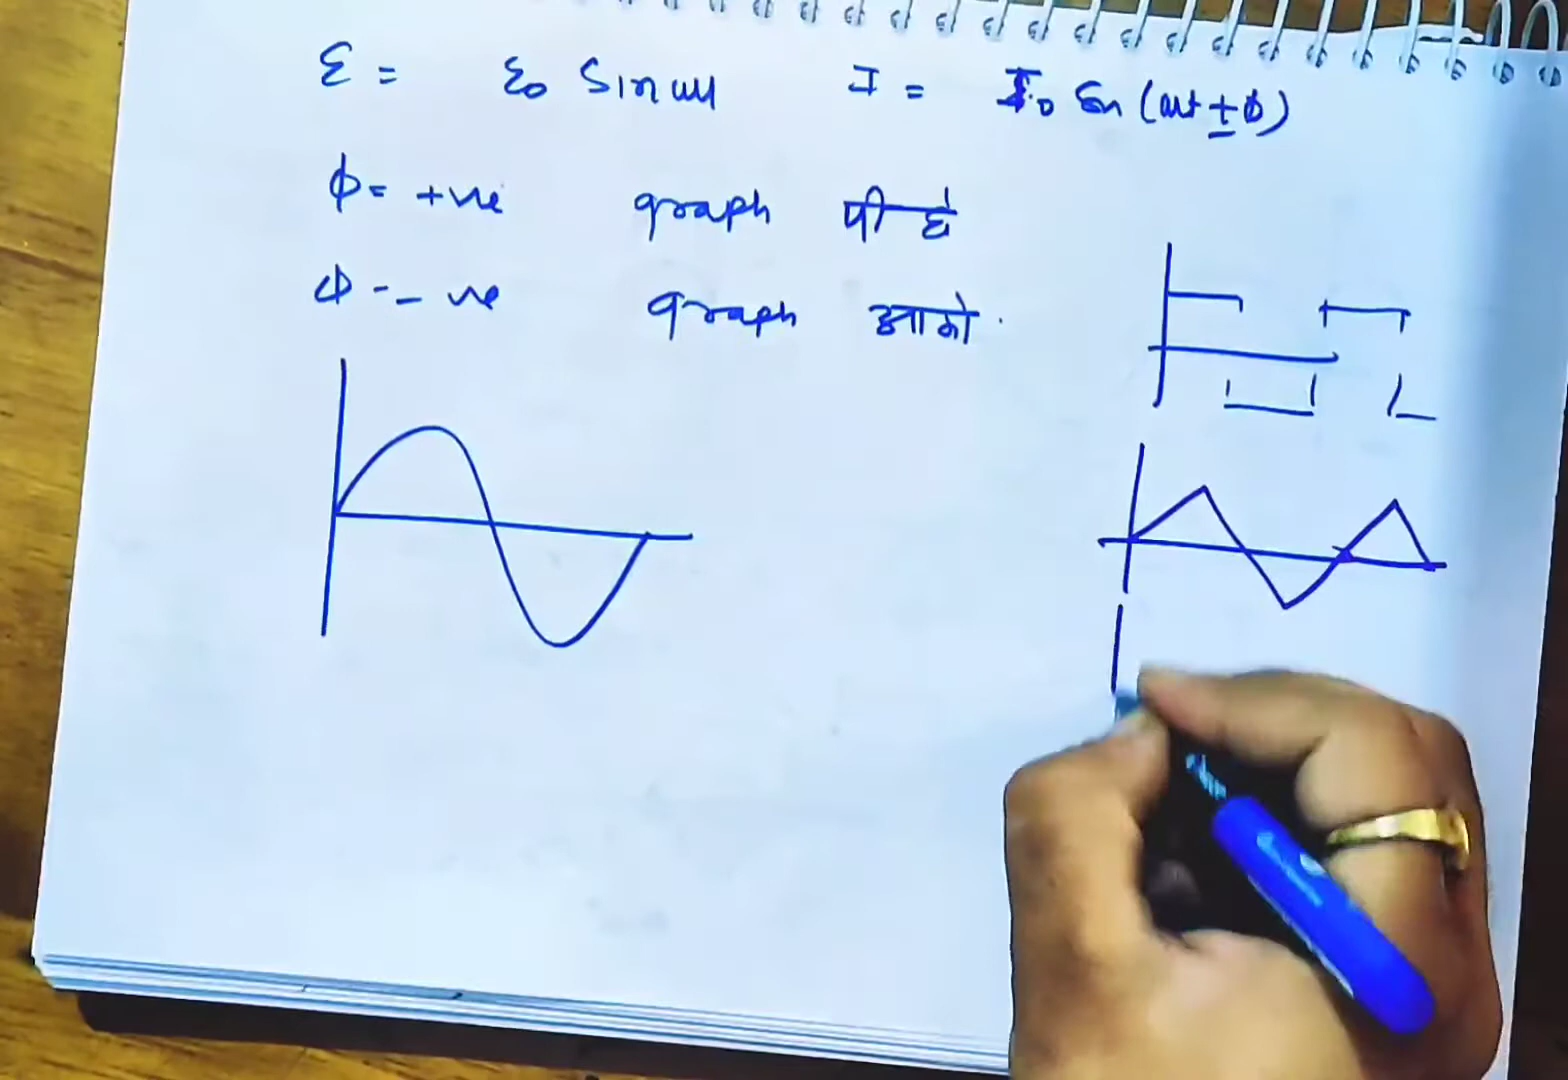 ε = ε₀ Sin ωt I = I₀ Sin (ωt ± ϕ)
ϕ = +ve graph पीछे
ϕ - - ve graph आगे.